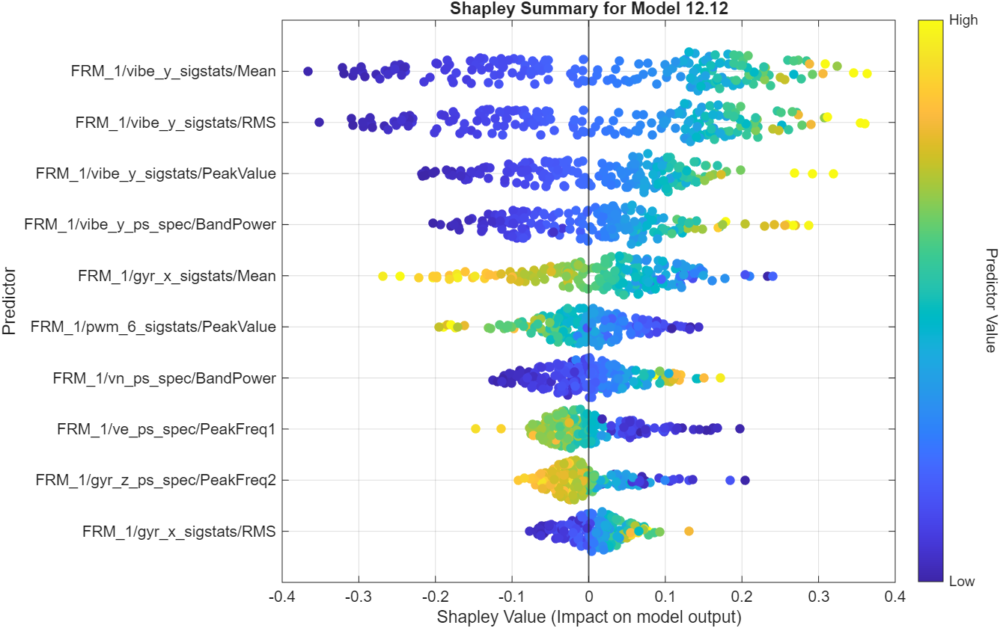 Shapley Summary for Model 12.12
High
FRM_1/vibe_y_sigstats/Mean
FRM_1/vibe_y_sigstats/RMS
FRM_1/vibe_y_sigstats/PeakValue
FRM_1/vibe_y_ps_spec/BandPower
FRM_1/gyr_x_sigstats/Mean
FRM_1/pwm_6_sigstats/PeakValue
FRM_1/vn_ps_spec/BandPower
FRM_1/ve_ps_spec/PeakFreq1
FRM_1/gyr_z_ps_spec/PeakFreq2
FRM_1/gyr_x_sigstats/RMS
Predictor
Predictor Value
Low
-0.4 -0.3 -0.2 -0.1 0 0.1 0.2 0.3 0.4
Shapley Value (Impact on model output)